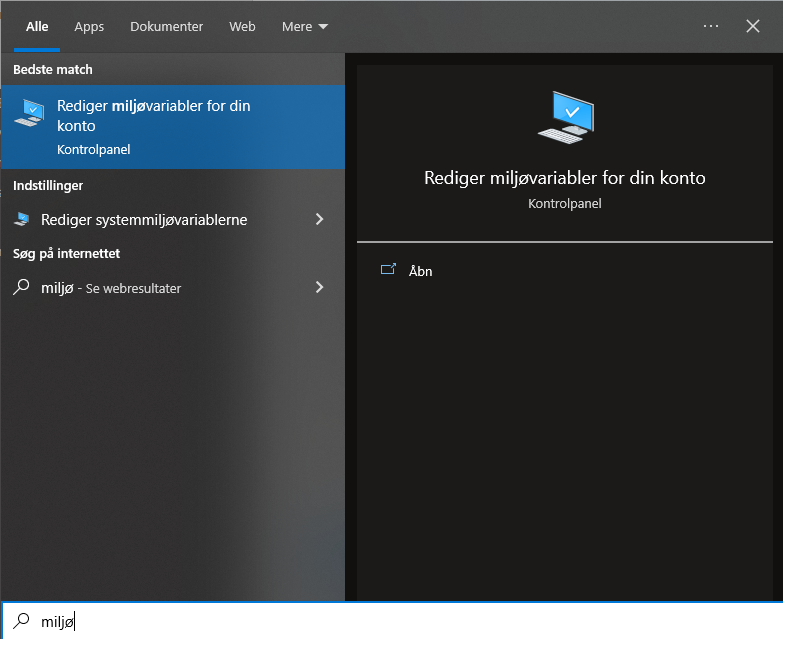 Alle Apps Dokumenter Web Mere ···
Bedste match
Rediger miljøvariabler for din
konto
Kontrolpanel
Indstillinger
Rediger systemmiljøvariablerne
Søg på internettet
miljø - Se webresultater
Rediger miljøvariabler for din konto
Kontrolpanel
Åbn
miljø